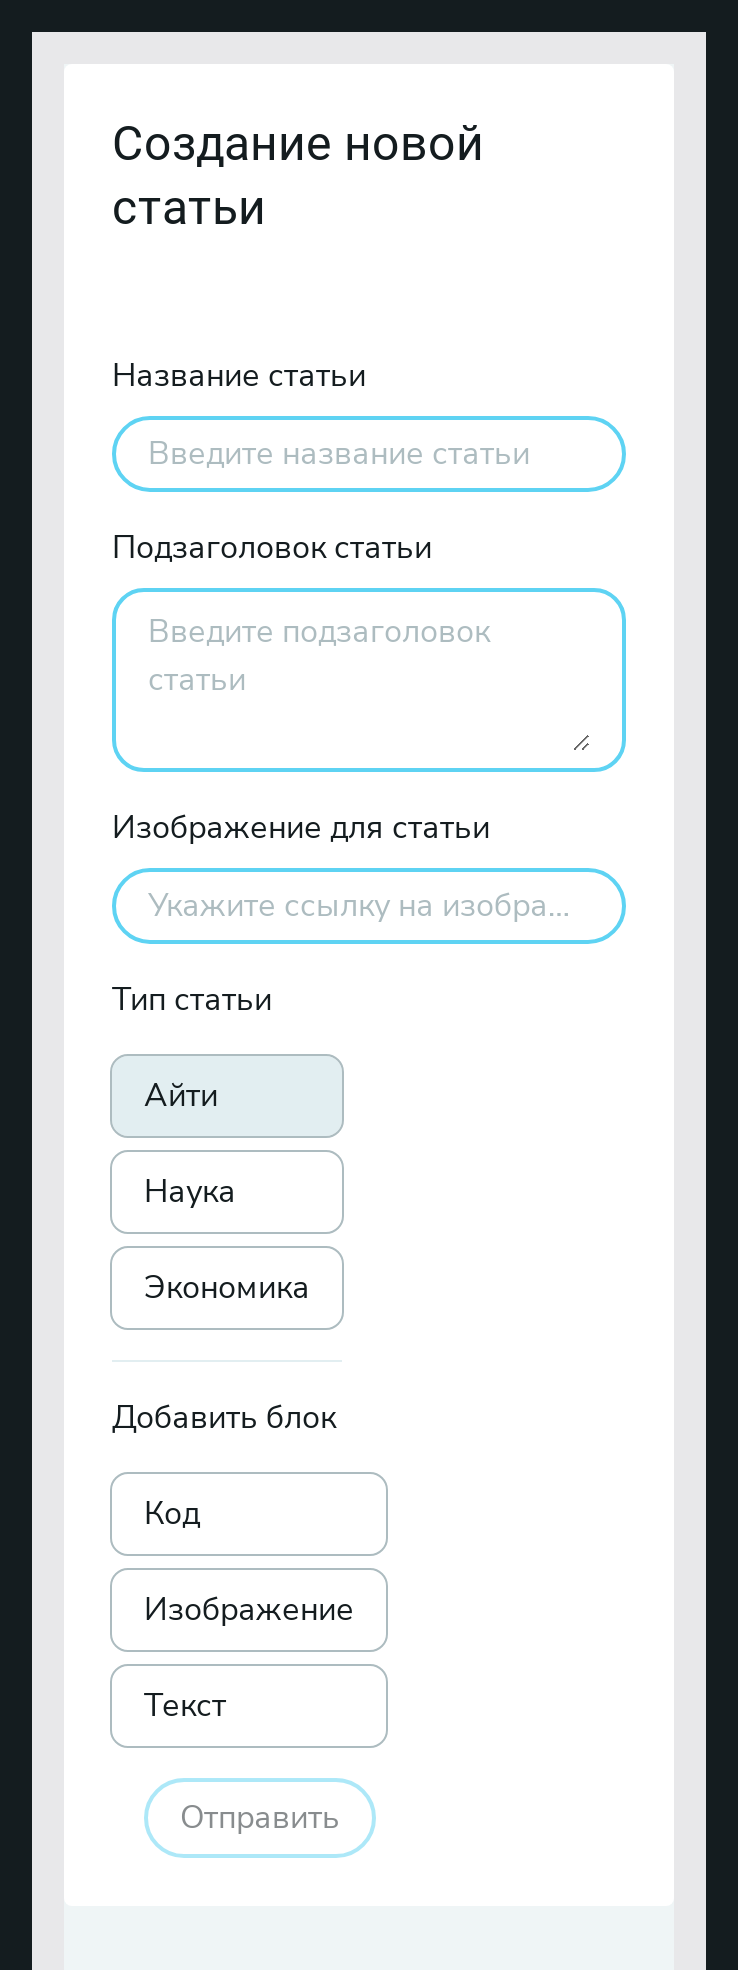 Создание новой
статьи
Название статьи
Введите название статьи
Подзаголовок статьи
Введите подзаголовок
статьи
Изображение для статьи
Укажите ссылку на изобра...
Тип статьи
Айти
Наука
Экономика
Добавить блок
Код
Изображение
Текст
Отправить